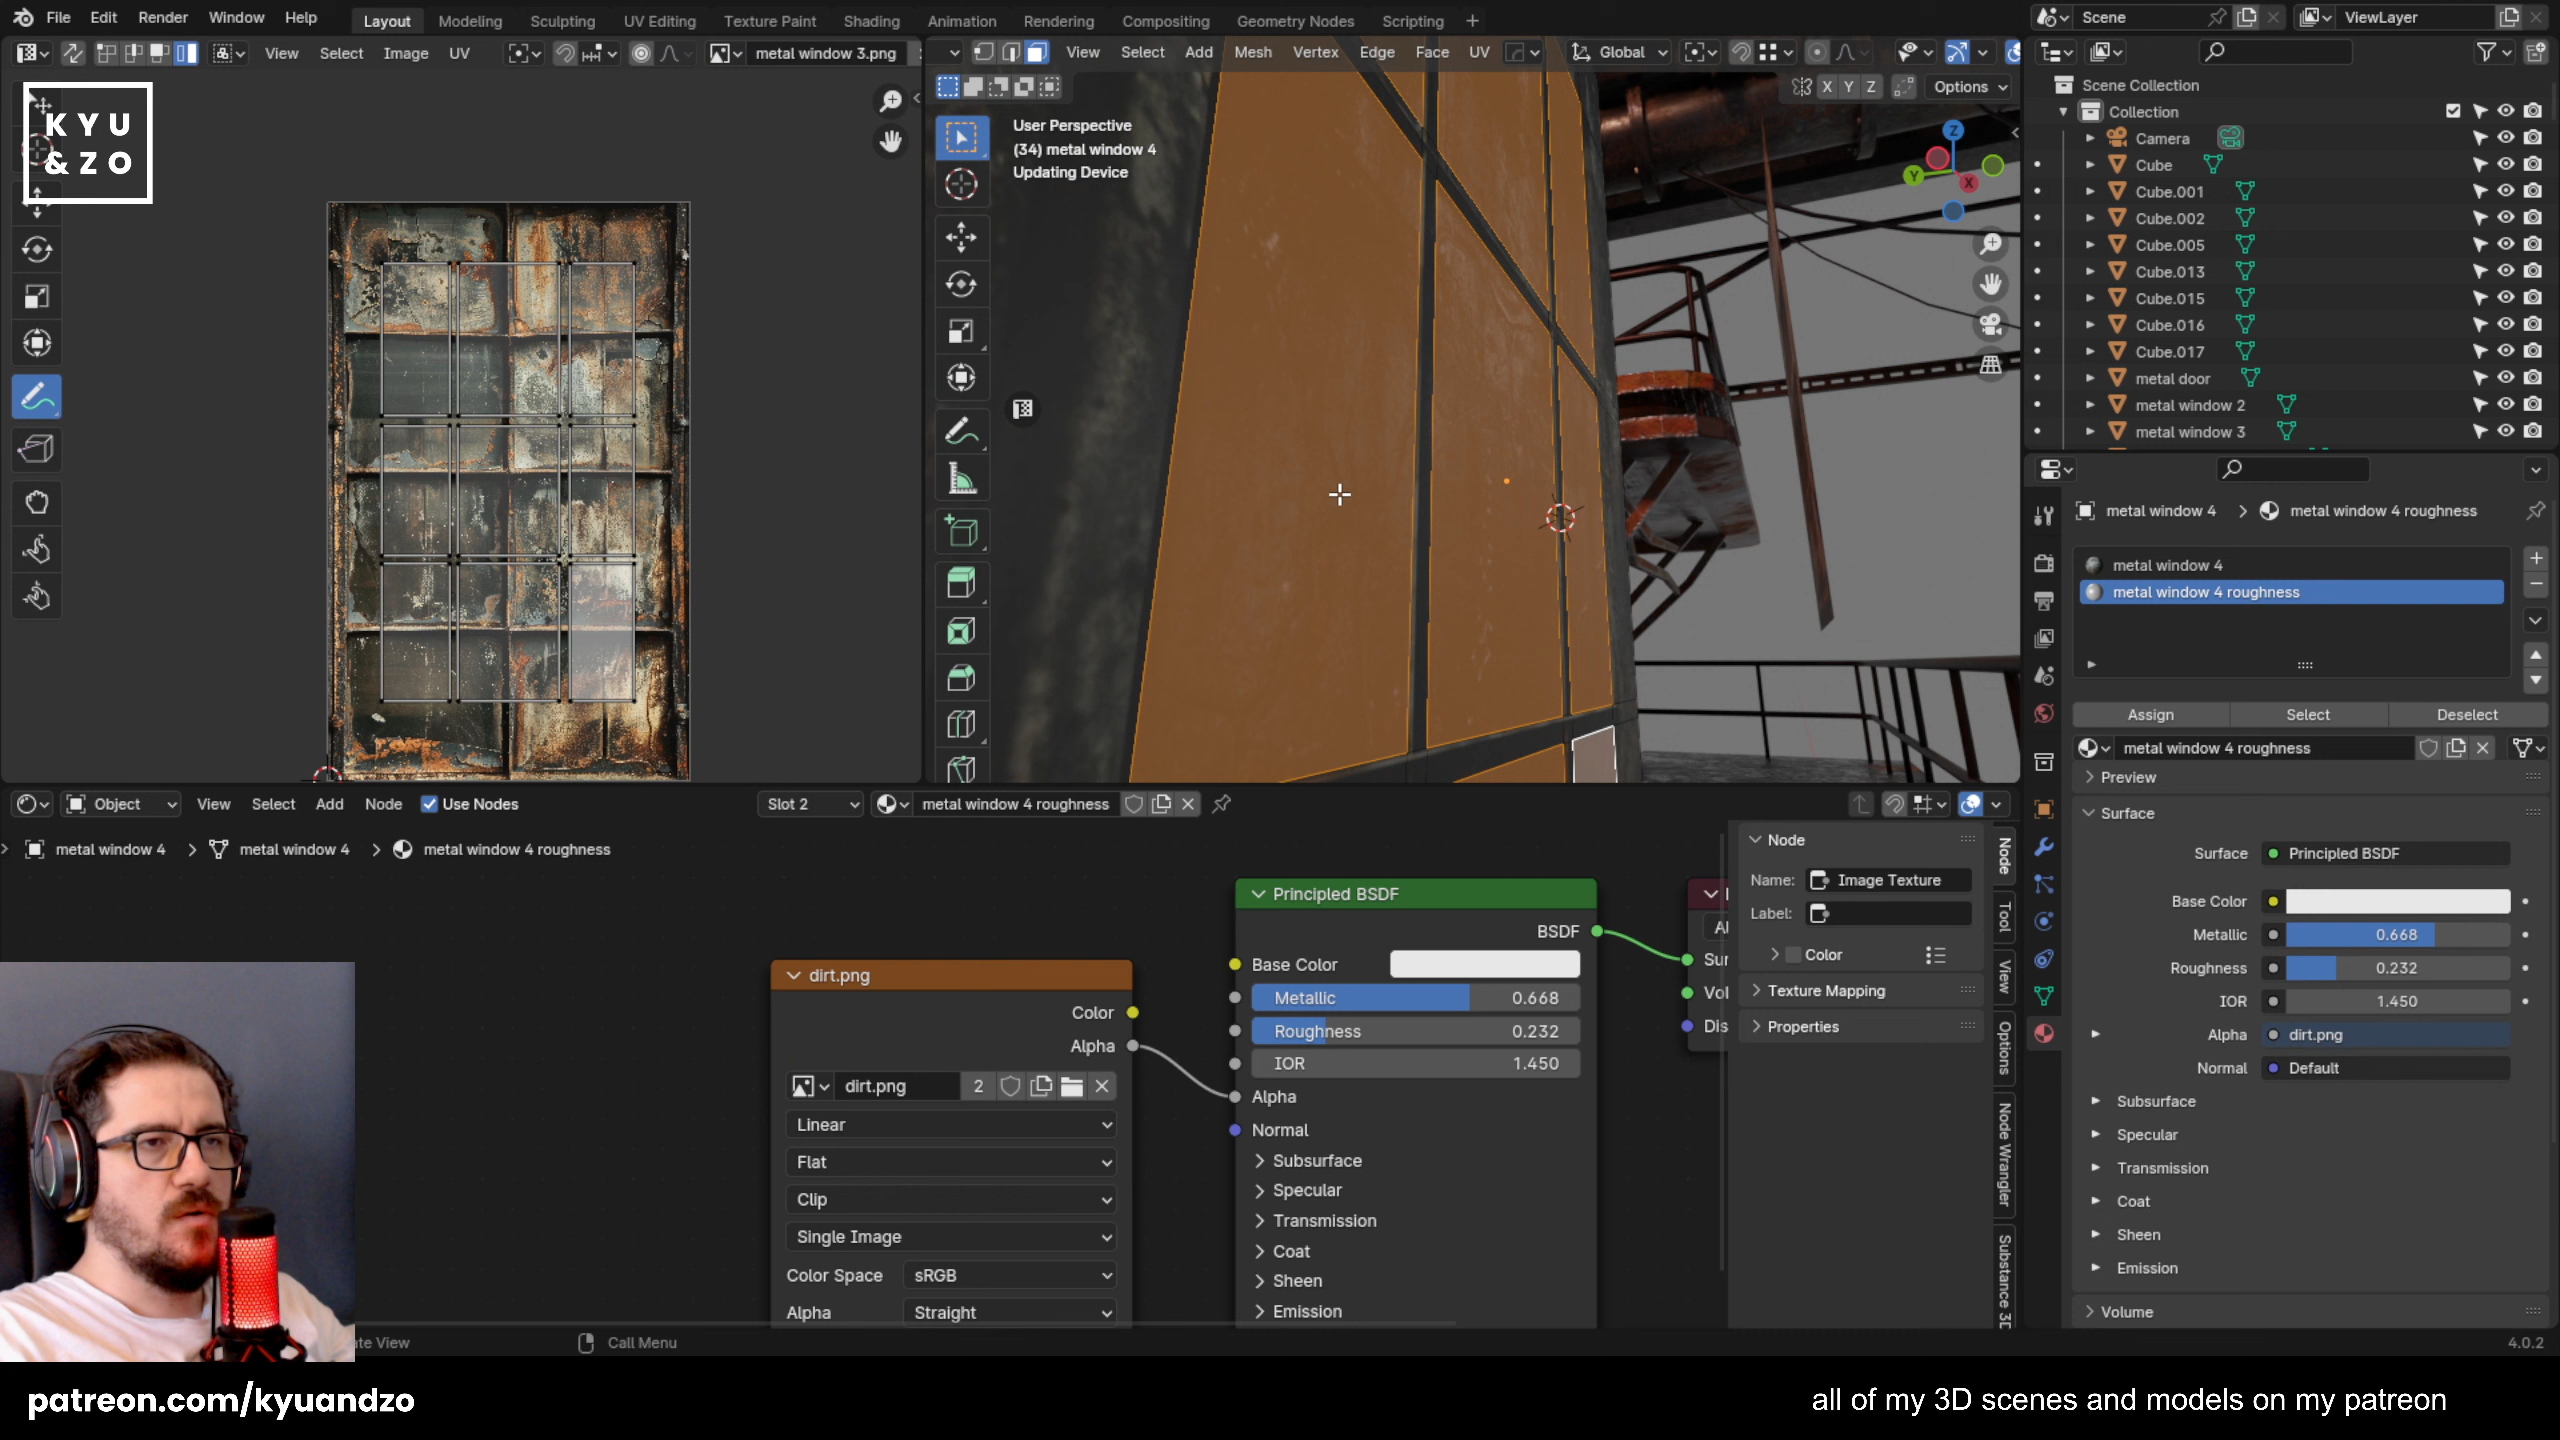 File Edit Render Window Help
Layout Modeling Sculpting UV Editing Texture Paint Shading Animation Rendering Compositing Geometry Nodes Scripting +
Scene
ViewLayer
View Select Image UV
metal window 3.png
View Select Add Mesh Vertex Edge Face UV
Global
X Y Z
Options
KYU
&ZO
User Perspective
(34) metal window 4
Updating Device
Z
Y
X
Scene Collection
Collection
Camera
Cube
Cube.001
Cube.002
Cube.005
Cube.013
Cube.015
Cube.016
Cube.017
metal door
metal window 2
metal window 3
metal window 4 > metal window 4 roughness
metal window 4
metal window 4 roughness
Assign Select Deselect
metal window 4 roughness
Preview
Surface
Surface Principled BSDF
Base Color
Metallic 0.668
Roughness 0.232
IOR 1.450
Alpha dirt.png
Normal Default
Subsurface
Specular
Transmission
Coat
Sheen
Emission
Volume
Object View Select Add Node Use Nodes
Slot 2
metal window 4 roughness
metal window 4 > metal window 4 > metal window 4 roughness
dirt.png
Color
Alpha
dirt.png 2
Linear
Flat
Clip
Single Image
Color Space sRGB
Alpha Straight
Principled BSDF
BSDF
Base Color
Metallic 0.668
Roughness 0.232
IOR 1.450
Alpha
Normal
Subsurface
Specular
Transmission
Coat
Sheen
Emission
Sur
Vol
Dis
Node
Name: Image Texture
Label:
Color
Texture Mapping
Properties
Node
Tool
View
Options
Node Wrangler
Substance 3D
ate View
Call Menu
4.0.2
patreon.com/kyuandzo
all of my 3D scenes and models on my patreon